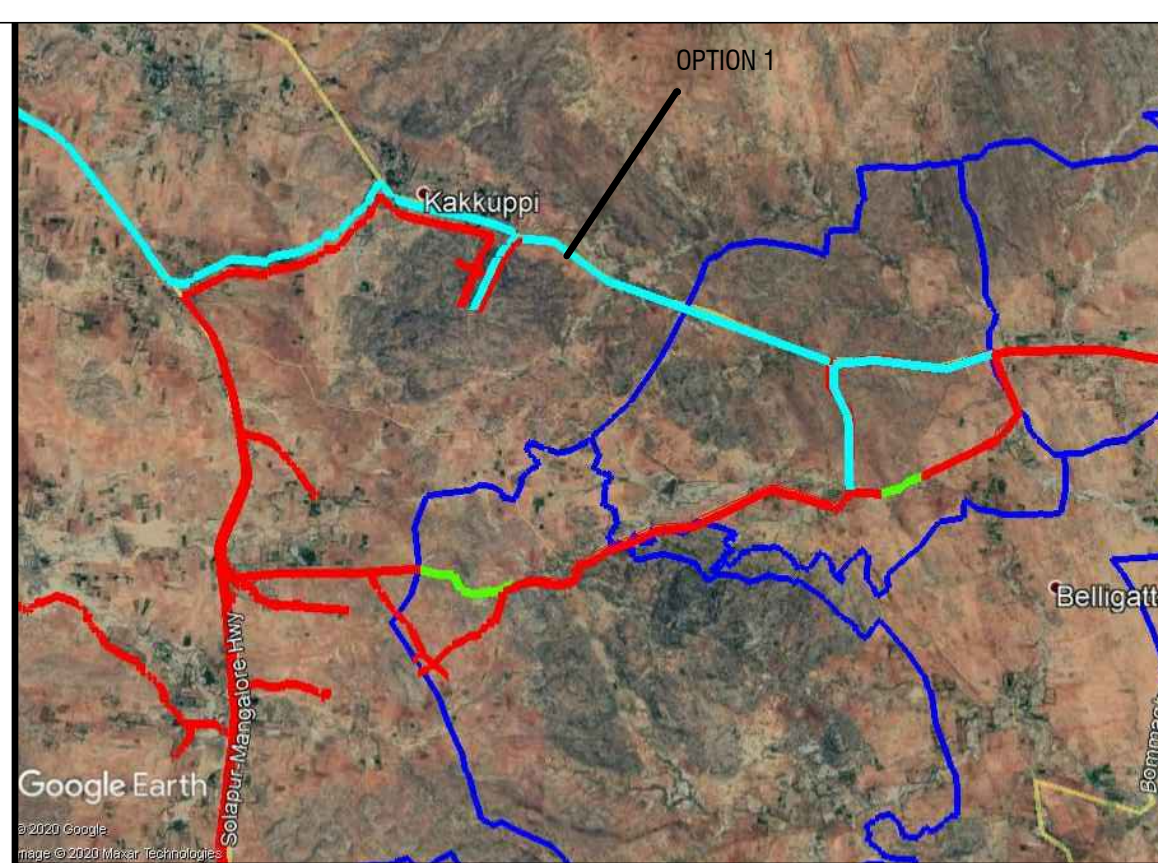 OPTION 1
Kakkuppi
Belligatt
Solapur-Mangalore Hwy
Google Earth
© 2020 Google
mage © 2020 Maxar Technologies